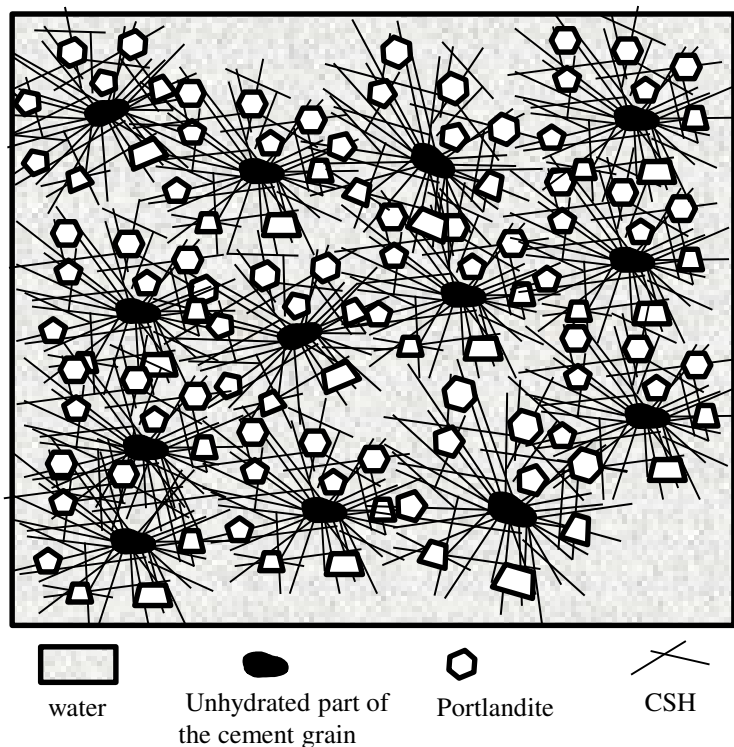 water
Unhydrated part of
the cement grain
Portlandite
CSH